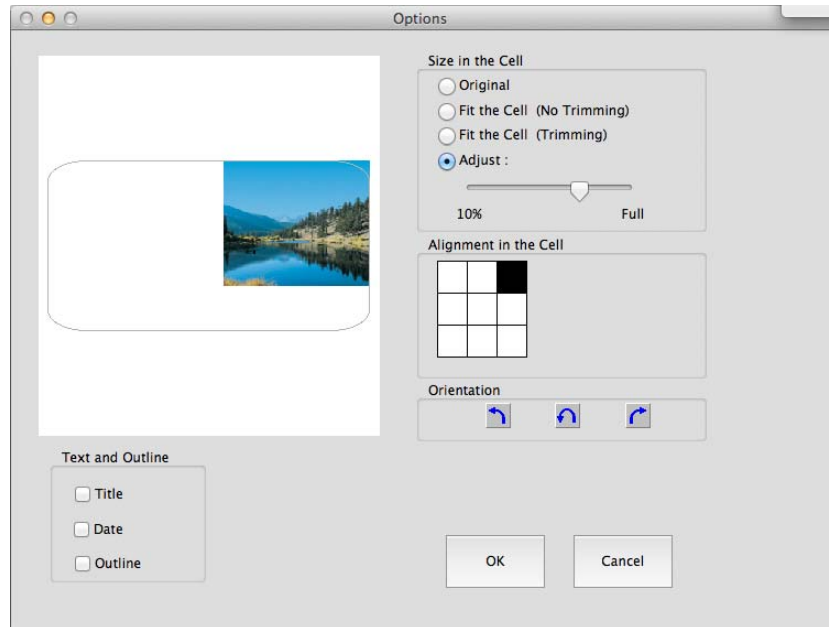 Options
Size in the Cell
Original
Fit the Cell (No Trimming)
Fit the Cell (Trimming)
Adjust :
10% Full
Alignment in the Cell
Orientation
Text and Outline
Title
Date
Outline
OK Cancel